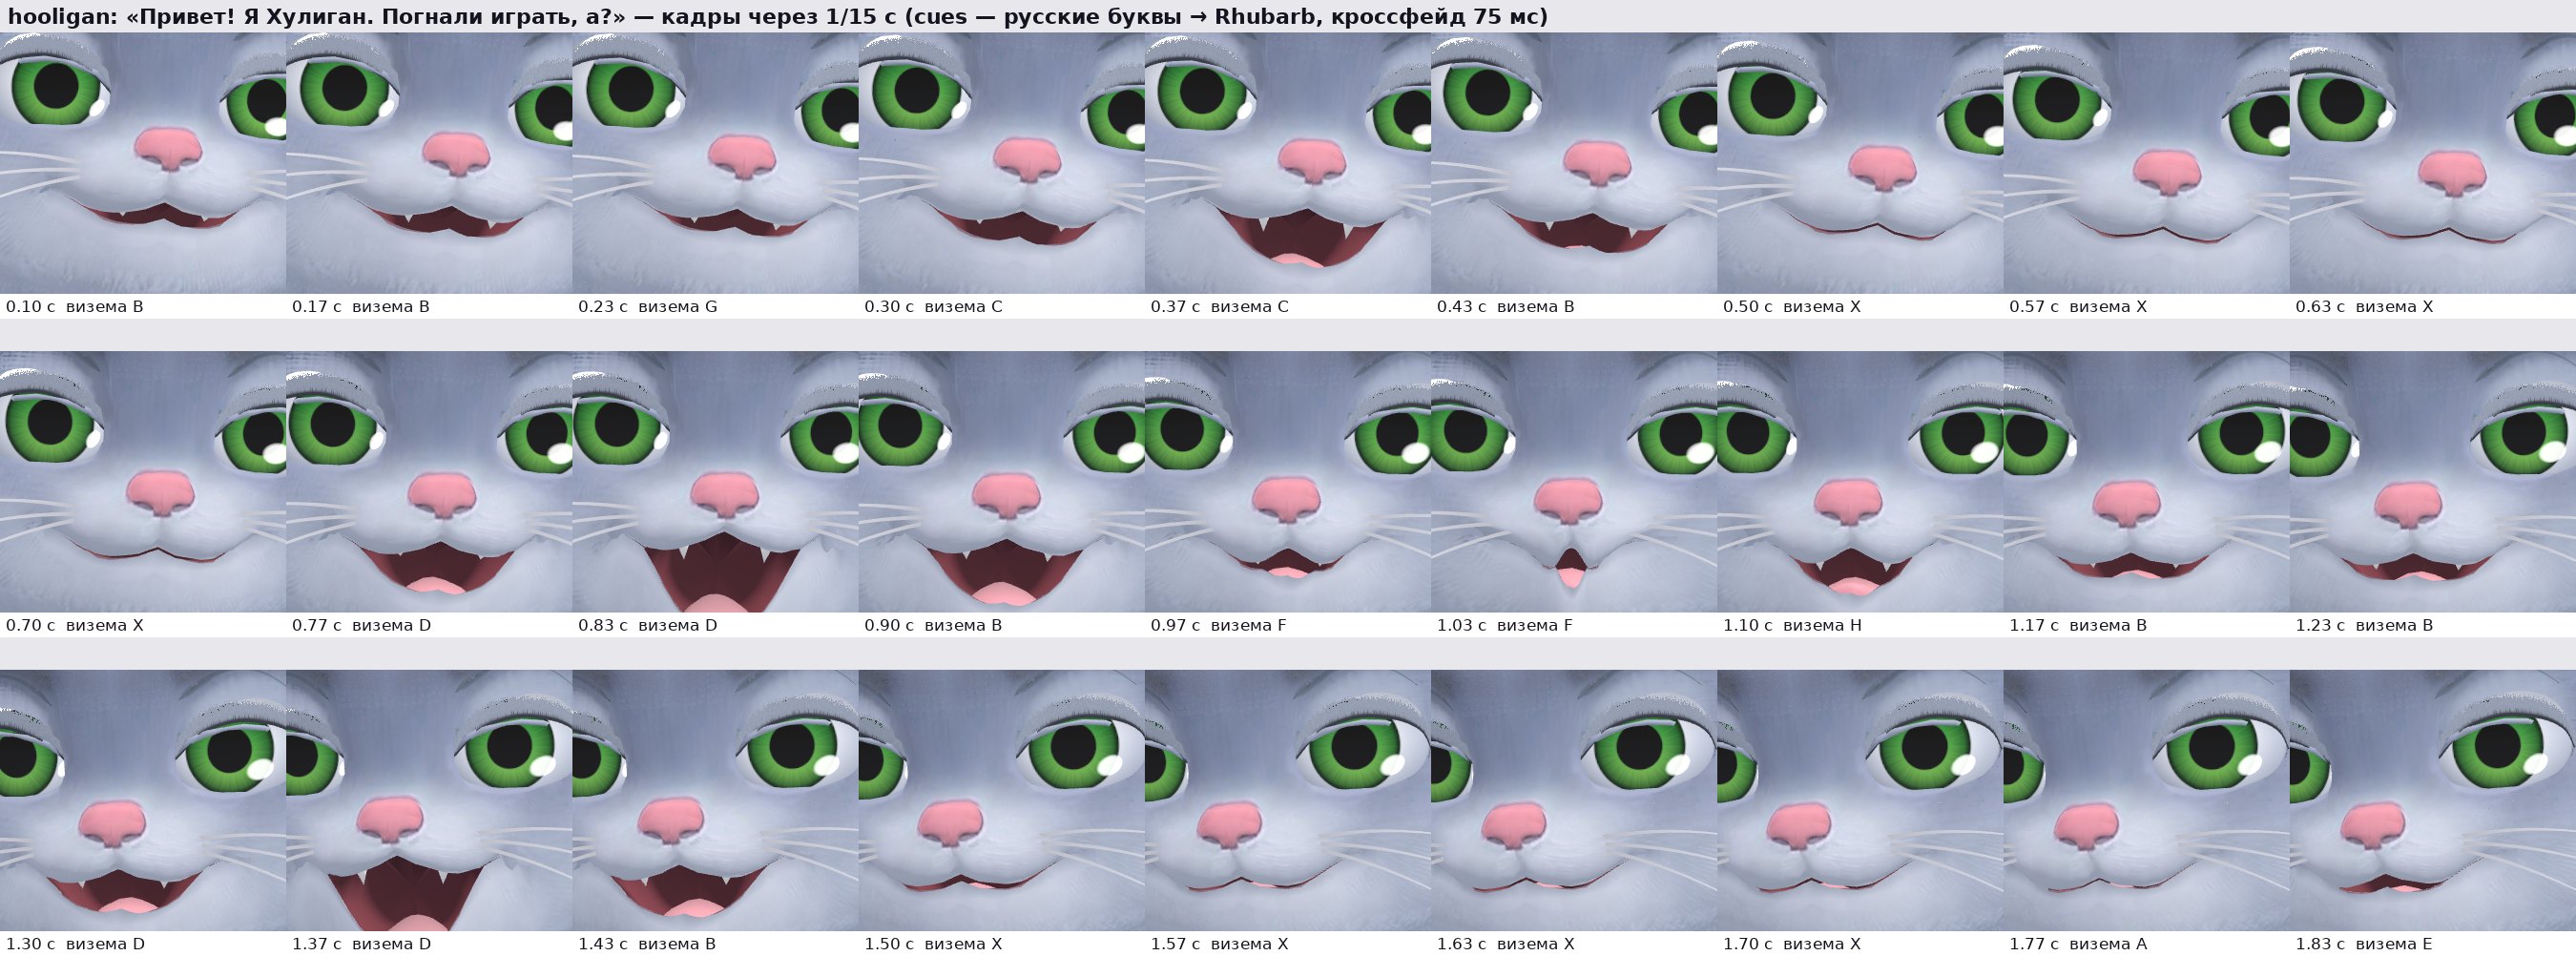 hooligan: «Привет! Я Хулиган. Погнали играть, а?» — кадры через 1/15 с (cues — русские буквы → Rhubarb, кроссфейд 75 мс)
0.10 с визема B
0.17 с визема B
0.23 с визема G
0.30 с визема C
0.37 с визема C
0.43 с визема B
0.50 с визема X
0.57 с визема X
0.63 с визема X
0.70 с визема X
0.77 с визема D
0.83 с визема D
0.90 с визема B
0.97 с визема F
1.03 с визема F
1.10 с визема H
1.17 с визема B
1.23 с визема B
1.30 с визема D
1.37 с визема D
1.43 с визема B
1.50 с визема X
1.57 с визема X
1.63 с визема X
1.70 с визема X
1.77 с визема A
1.83 с визема E